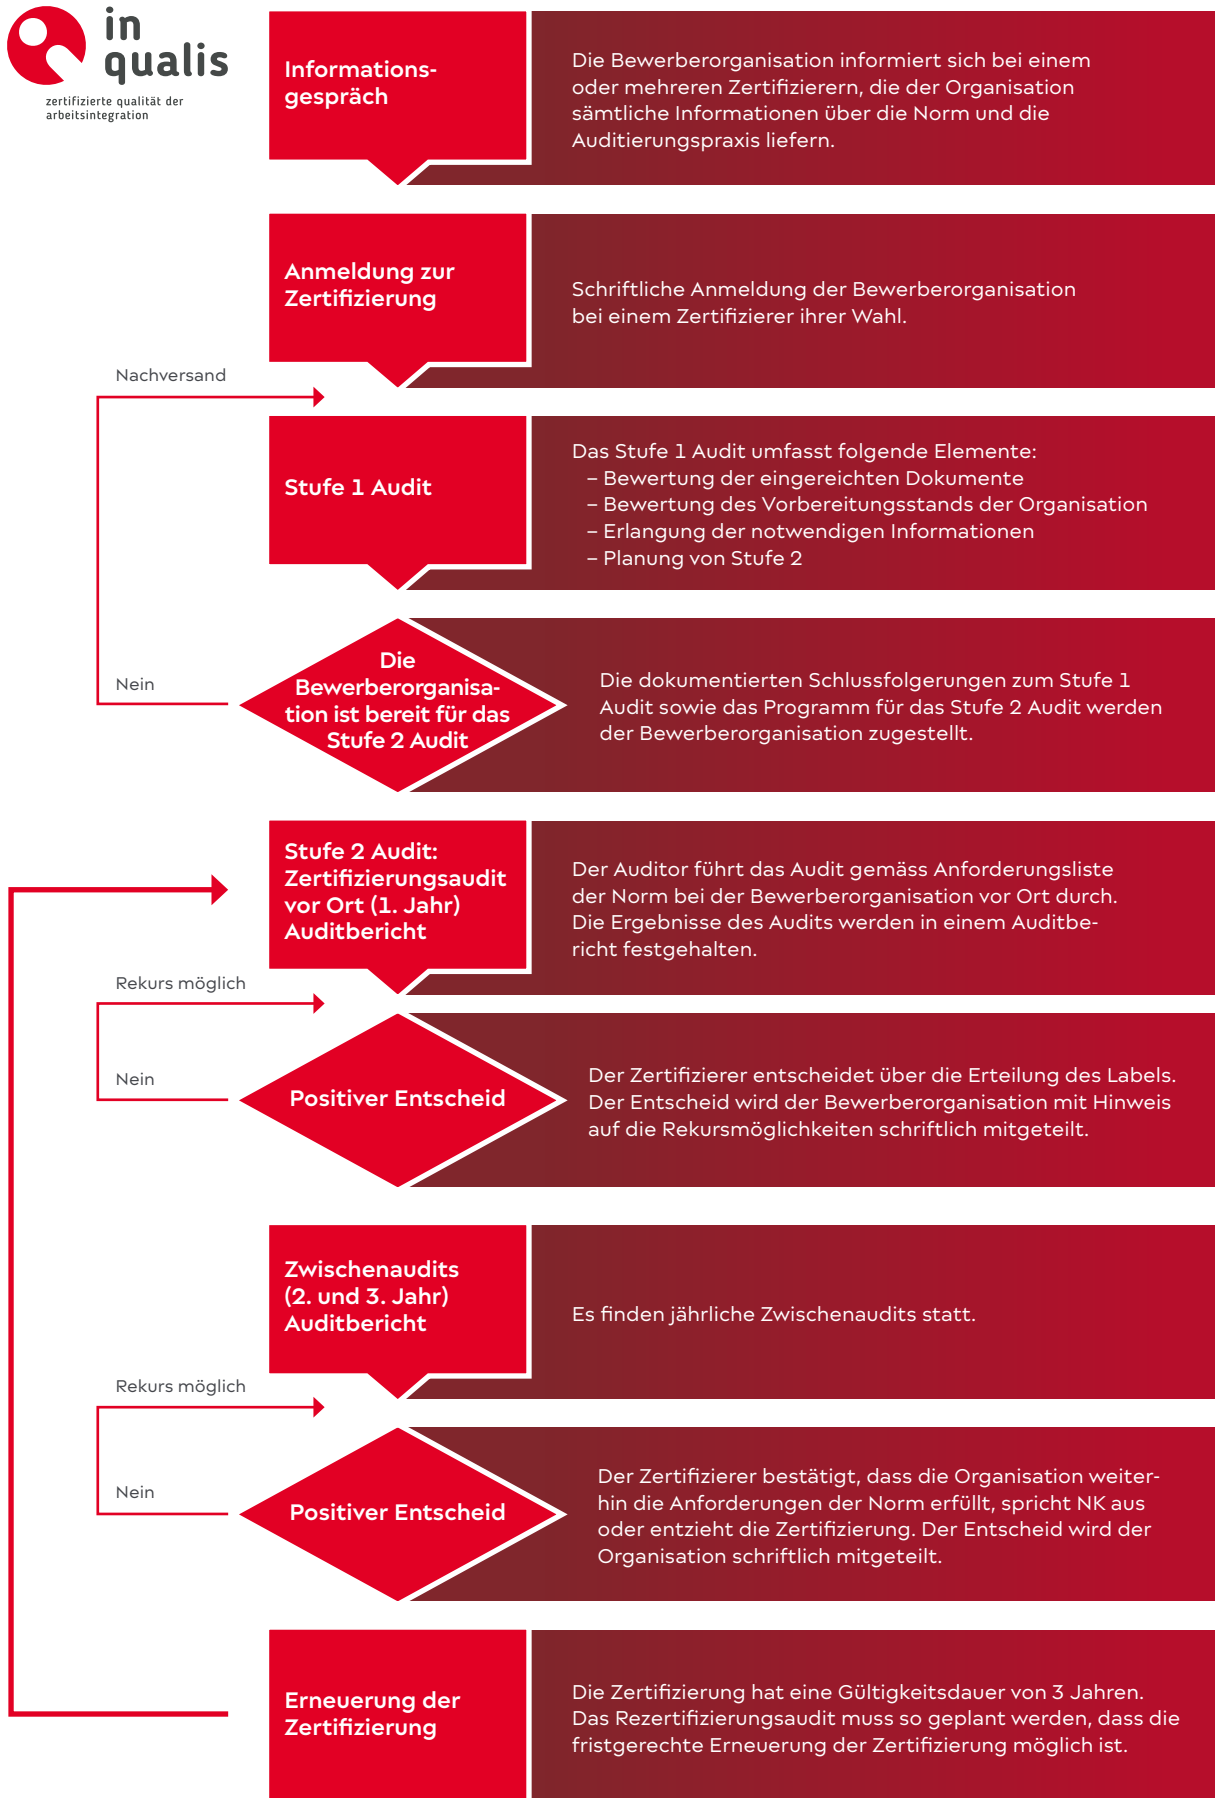 in
qualis
zertifizierte qualität der
arbeitsintegration
Informations-
gespräch
Die Bewerberorganisation informiert sich bei einem
oder mehreren Zertifizierern, die der Organisation
sämtliche Informationen über die Norm und die
Auditierungspraxis liefern.
Anmeldung zur
Zertifizierung
Schriftliche Anmeldung der Bewerberorganisation
bei einem Zertifizierer ihrer Wahl.
Nachversand
Stufe 1 Audit
Das Stufe 1 Audit umfasst folgende Elemente:
– Bewertung der eingereichten Dokumente
– Bewertung des Vorbereitungsstands der Organisation
– Erlangung der notwendigen Informationen
– Planung von Stufe 2
Nein
Die
Bewerberorganisa-
tion ist bereit für das
Stufe 2 Audit
Die dokumentierten Schlussfolgerungen zum Stufe 1
Audit sowie das Programm für das Stufe 2 Audit werden
der Bewerberorganisation zugestellt.
Stufe 2 Audit:
Zertifizierungsaudit
vor Ort (1. Jahr)
Auditbericht
Der Auditor führt das Audit gemäss Anforderungsliste
der Norm bei der Bewerberorganisation vor Ort durch.
Die Ergebnisse des Audits werden in einem Auditbe-
richt festgehalten.
Rekurs möglich
Nein
Positiver Entscheid
Der Zertifizierer entscheidet über die Erteilung des Labels.
Der Entscheid wird der Bewerberorganisation mit Hinweis
auf die Rekursmöglichkeiten schriftlich mitgeteilt.
Zwischenaudits
(2. und 3. Jahr)
Auditbericht
Es finden jährliche Zwischenaudits statt.
Rekurs möglich
Nein
Positiver Entscheid
Der Zertifizierer bestätigt, dass die Organisation weiter-
hin die Anforderungen der Norm erfüllt, spricht NK aus
oder entzieht die Zertifizierung. Der Entscheid wird der
Organisation schriftlich mitgeteilt.
Erneuerung der
Zertifizierung
Die Zertifizierung hat eine Gültigkeitsdauer von 3 Jahren.
Das Rezertifizierungsaudit muss so geplant werden, dass die
fristgerechte Erneuerung der Zertifizierung möglich ist.